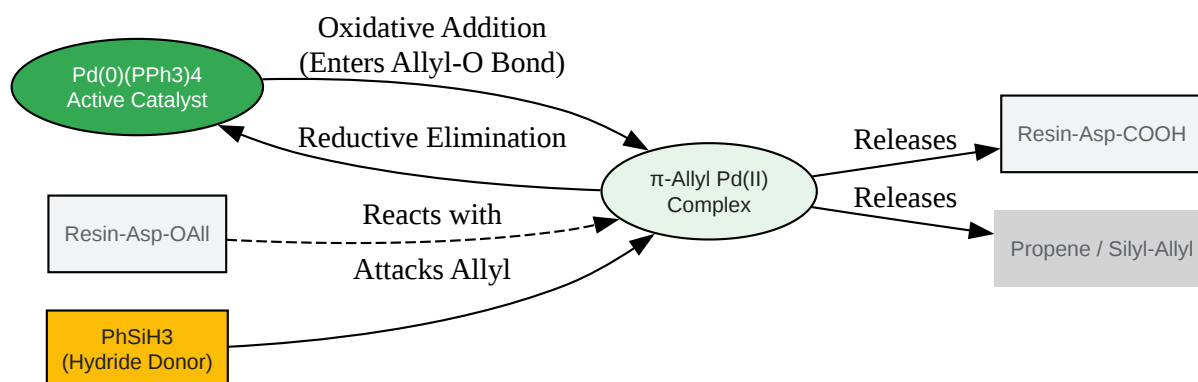 Oxidative Addition
(Enters Allyl-O Bond)
Pd(0)(PPh3)4
Active Catalyst
Reductive Elimination
Releases
Resin-Asp-COOH
π-Allyl Pd(II)
Complex
Releases
Resin-Asp-OAll
Reacts with
Propene / Silyl-Allyl
Attacks Allyl
PhSiH3
(Hydride Donor)